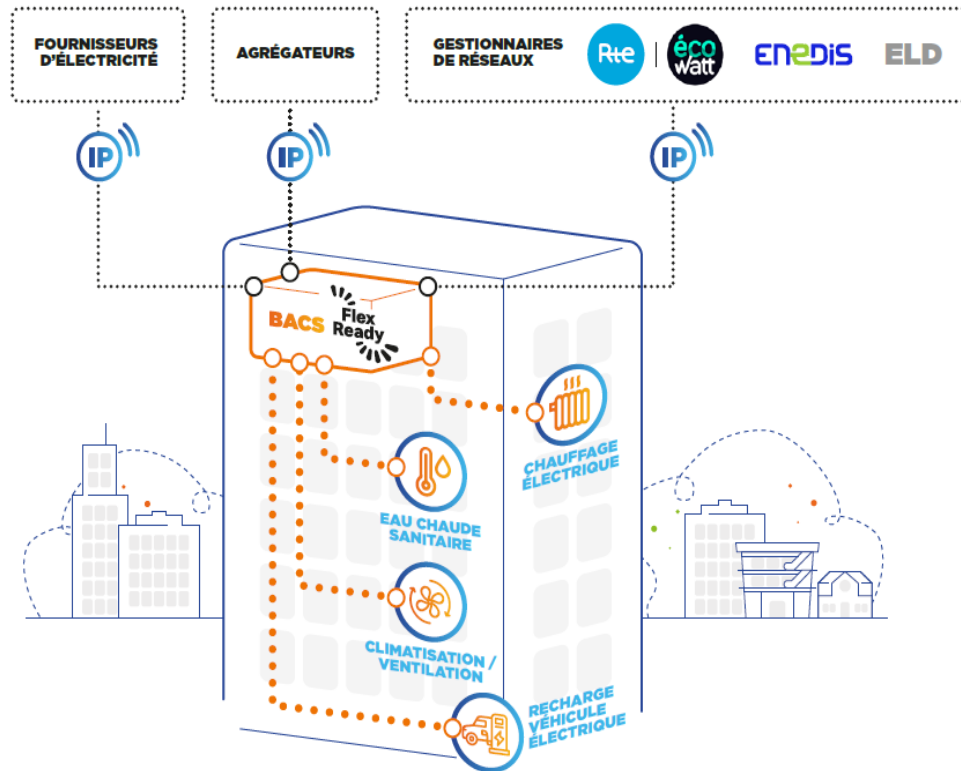 FOURNISSEURS
D'ÉLECTRICITÉ
AGRÉGATEURS
GESTIONNAIRES
DE RÉSEAUX
Rte
éco
watt
ENEDIS
ELD
IP
IP
IP
BACS
Flex
Ready
CHAUFFAGE
ÉLECTRIQUE
EAU CHAUDE
SANITAIRE
CLIMATISATION /
VENTILATION
RECHARGE
VÉHICULE
ÉLECTRIQUE